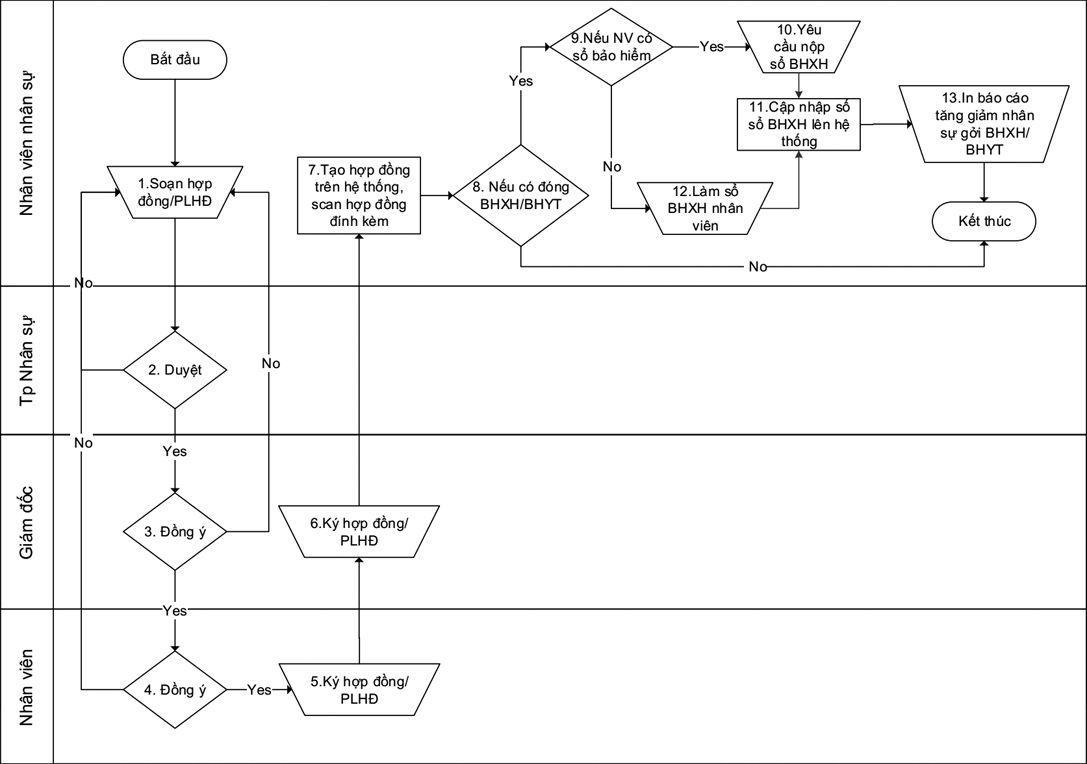 Nhân viên nhân sự
Bắt đầu
1.Soạn hợp
đồng/PLHĐ
7.Tạo hợp đồng
trên hệ thống,
scan hợp đồng
đính kèm
8. Nếu có đóng
BHXH/BHYT
Yes
9.Nếu NV có
sổ bảo hiểm
Yes
10.Yêu
cầu nộp
sổ BHXH
11.Cập nhập số
sổ BHXH lên hệ
thống
No
12.Làm sổ
BHXH nhân
viên
13.In báo cáo
tăng giảm nhân
sự gởi BHXH/
BHYT
Kết thúc
No
No
Tp Nhân sự
2. Duyệt
No
No
Yes
Giám đốc
3. Đồng ý
6.Ký hợp đồng/
PLHĐ
Yes
Nhân viên
4. Đồng ý
Yes
5.Ký hợp đồng/
PLHĐ